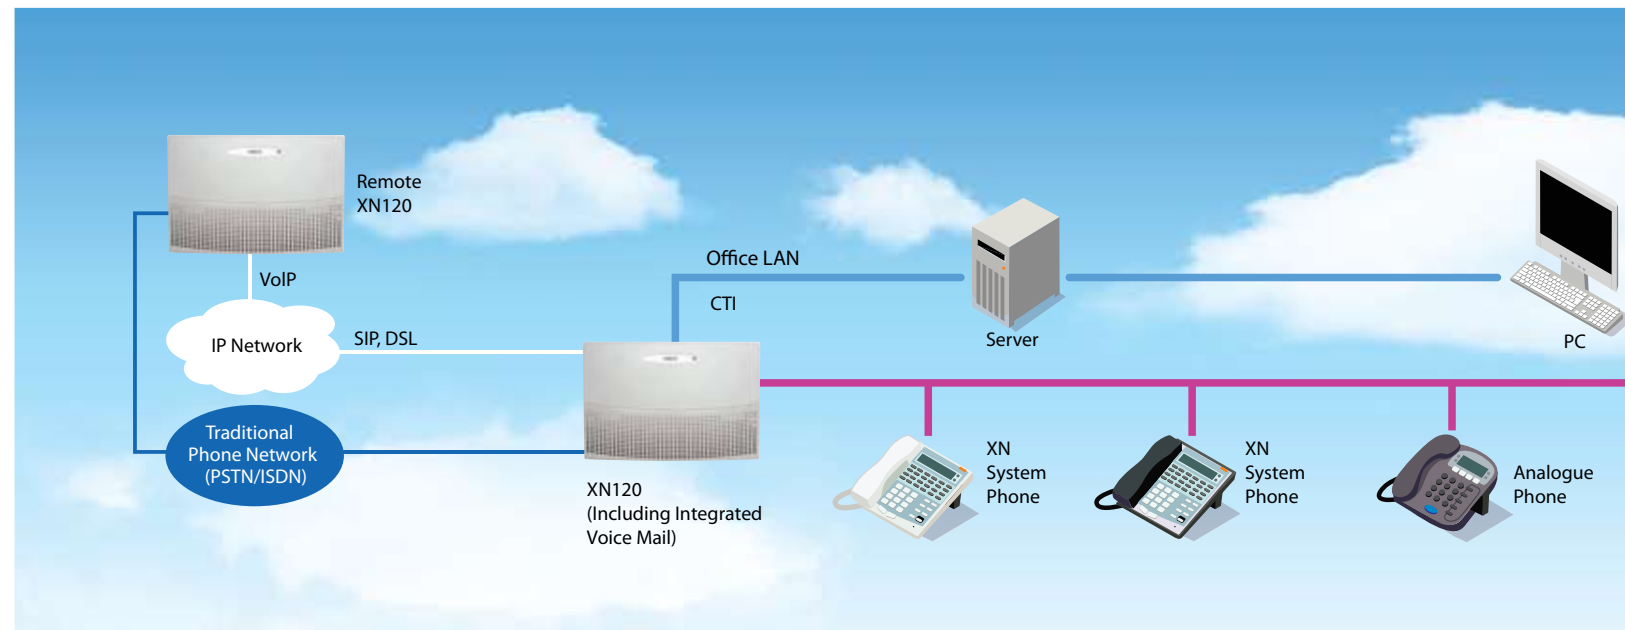 Remote
XN120
VoIP
IP Network
SIP, DSL
Traditional
Phone Network
(PSTN/ISDN)
XN120
(Including Integrated
Voice Mail)
Office LAN
CTI
Server
PC
XN
System
Phone
XN
System
Phone
Analogue
Phone